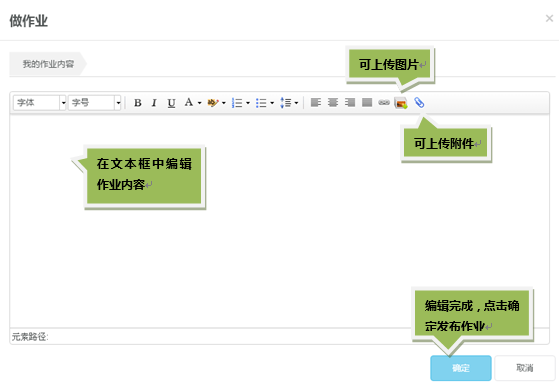 做作业
×
我的作业内容
可上传图片
字体 字号 B I U A
可上传附件
在文本框中编辑
作业内容
编辑完成，点击确
定发布作业
元素路径:
确定 取消